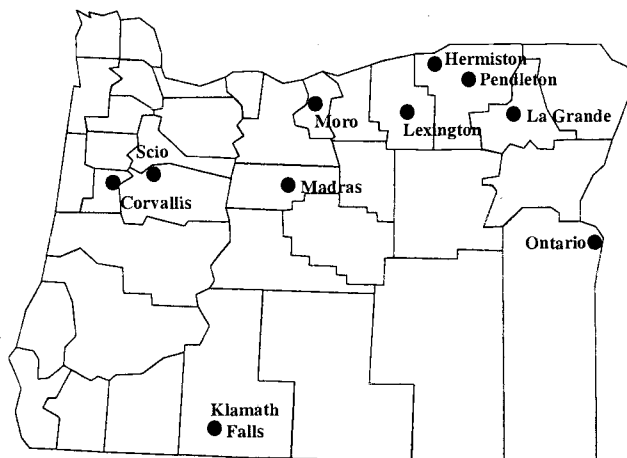 Hermiston
Pendleton
La Grande
Moro
Lexington
Scio
Madras
Corvallis
Ontario
Klamath
Falls